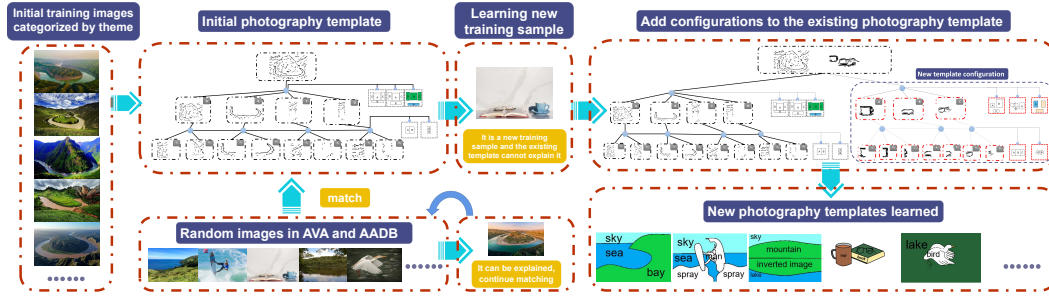 Initial training images
categorized by theme
Initial photography template
Learning new
training sample
Add configurations to the existing photography template
New template configuration
It is a new training
sample and the existing
template cannot explain it
match
Random images in AVA and AADB
It can be explained,
continue matching
New photography templates learned
sky
sea
bay
sky
sea
man
spray
spray
sky
mountain
inverted image
lake
lake
bird